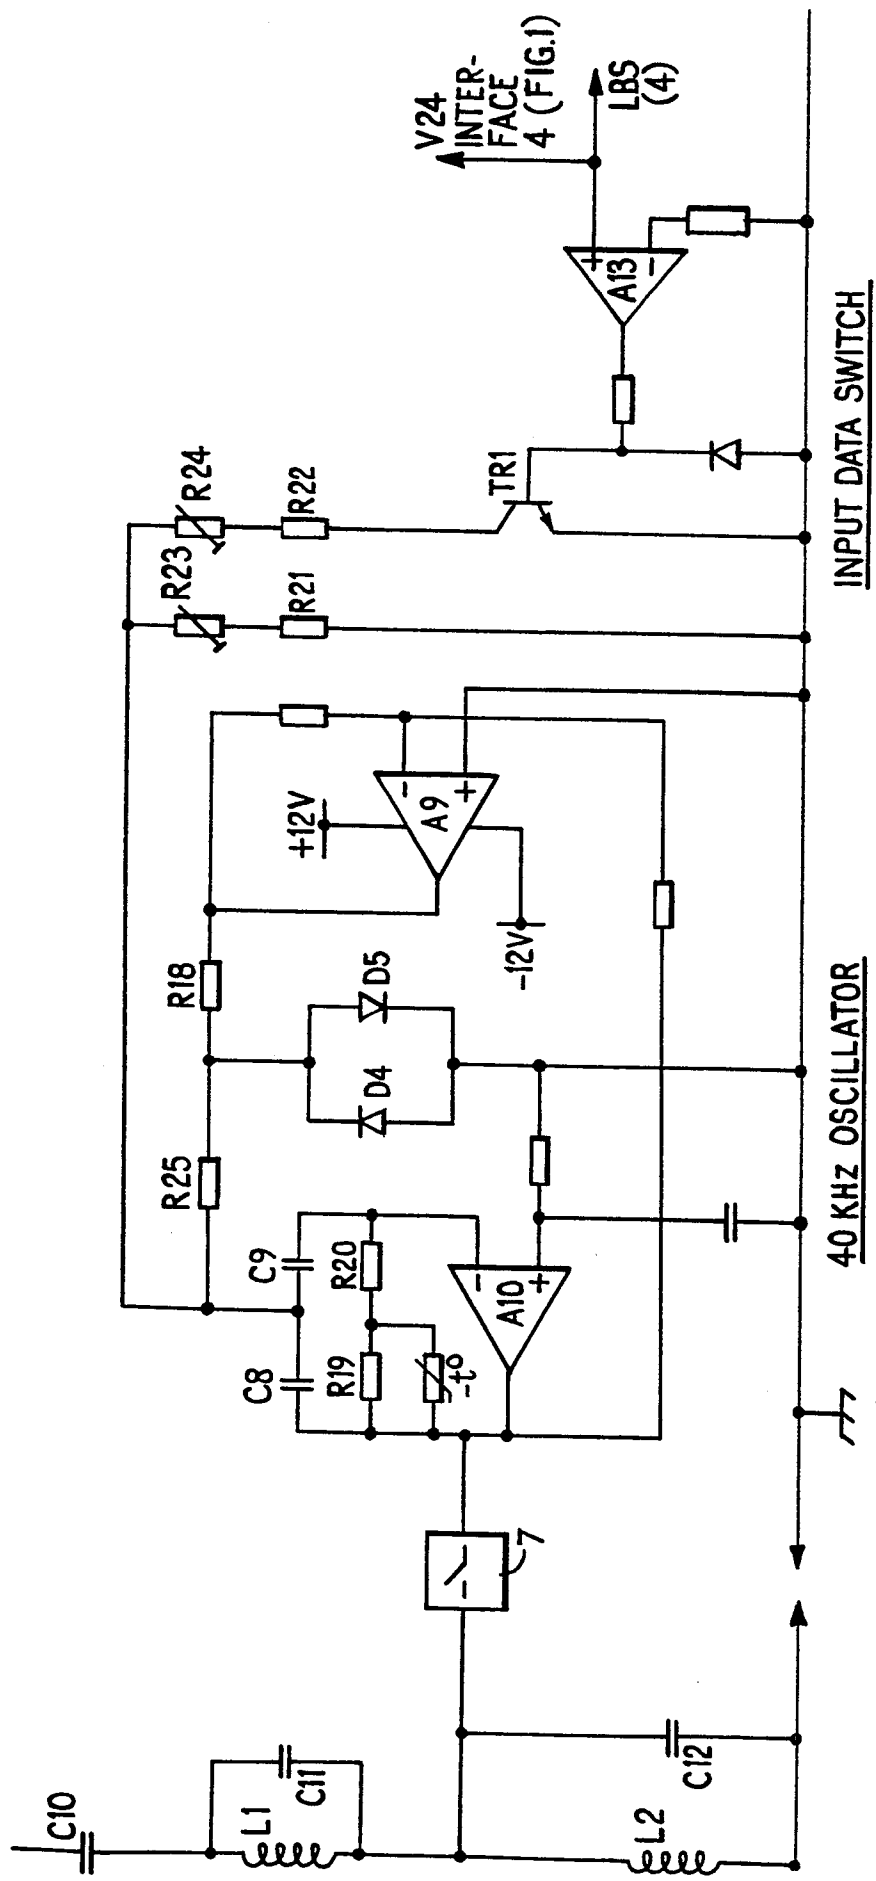 C10
L1
C11
L2
C12
7
C8
C9
R19
R20
-t°
A10
+
-
R25
R18
D4
D5
+12V
-12V
A9
-
+
R23
R24
R21
R22
TR1
A13
+
-
V24
INTER-
FACE
4 (FIG.1)
LBS
(4)
40 KHz OSCILLATOR
INPUT DATA SWITCH